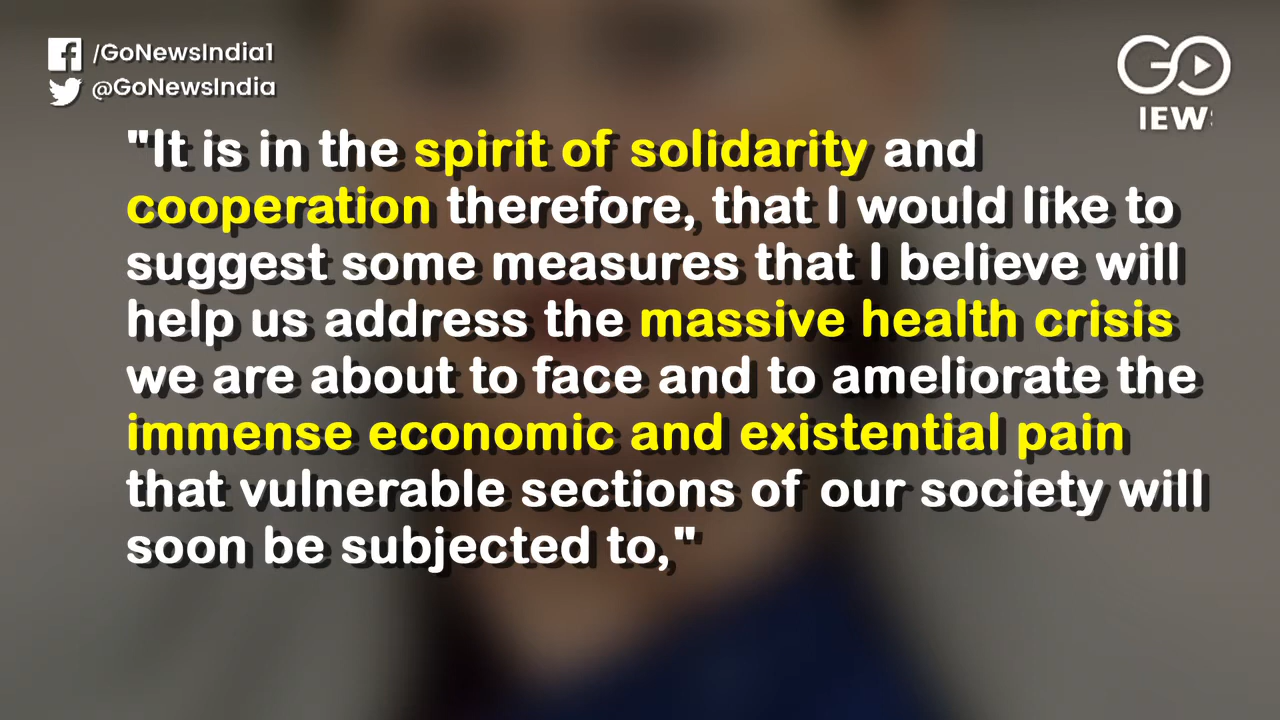 /GoNewsIndia1
@GoNewsIndia
GO
IEW
"It is in the spirit of solidarity and
cooperation therefore, that I would like to
suggest some measures that I believe will
help us address the massive health crisis
we are about to face and to ameliorate the
immense economic and existential pain
that vulnerable sections of our society will
soon be subjected to,"